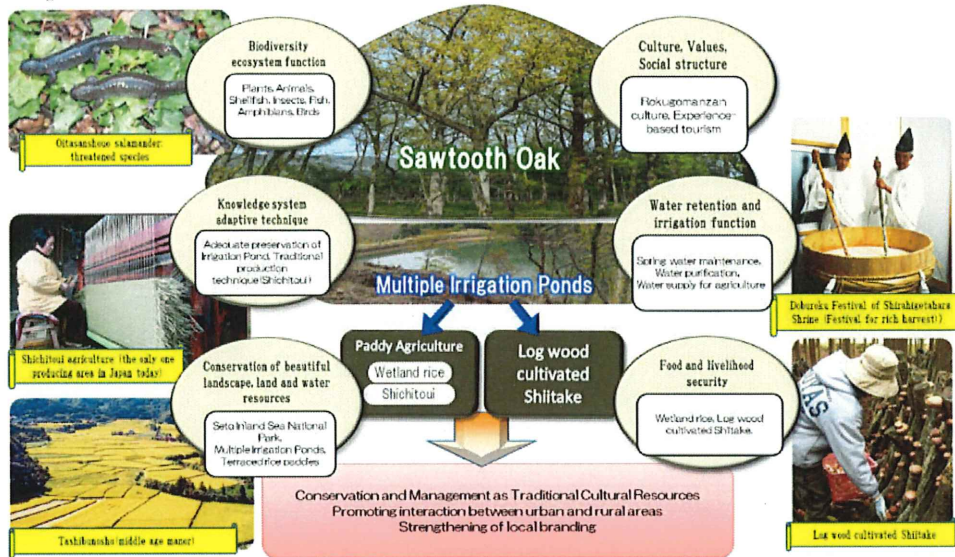 Biodiversity
ecosystem function
Plants, Animals,
Shellfish, Insects, Fish,
Amphibians, Birds
Culture, Values,
Social structure
Rokugomanzan
culture, Experience-
based tourism
Oitasanshoue salamander:
threatened species
Sawtooth Oak
Knowledge system
adaptive technique
Adequate preservation of
Irrigation Pond, Traditional
production
technique(Shichitoui)
Water retention and
irrigation function
Spring water maintenance,
Water purification,
Water supply for agriculture
Multiple Irrigation Ponds
Doburoku Festival of Shirahigetahara
Shrine (Festival for rich harvest)
Shichitoui agriculture (the only one
producing area in Japan today)
Paddy Agriculture
Wetland rice
Shichitoui
Log wood
cultivated
Shiitake
Conservation of beautiful
landscape, land and water
resources
Seto Inland Sea National
Park,
Multiple Irrigation Ponds,
Terraced rice paddies
Food and livelihood
security
Wetland rice, Log wood
cultivated Shiitake,
Conservation and Management as Traditional Cultural Resources
Promoting interaction between urban and rural areas
Strengthening of local branding
Tashibunosho(middle age manor)
Log wood cultivated Shiitake